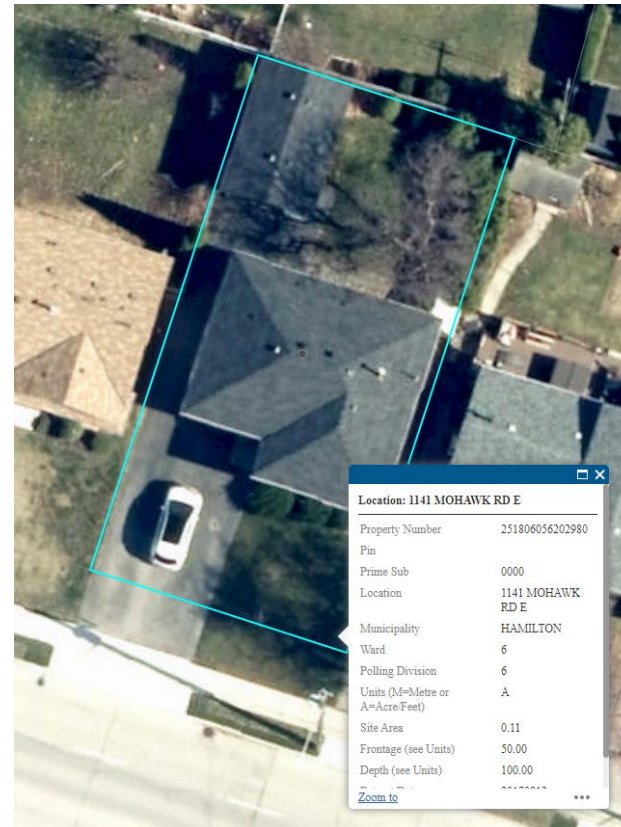 Location: 1141 MOHAWK RD E
Property Number 251806056202980
Pin
Prime Sub 0000
Location 1141 MOHAWK
RD E
Municipality HAMILTON
Ward 6
Polling Division 6
Units (M=Metre or A
A=Acre/Feet)
Site Area 0.11
Frontage (see Units) 50.00
Depth (see Units) 100.00
Zoom to